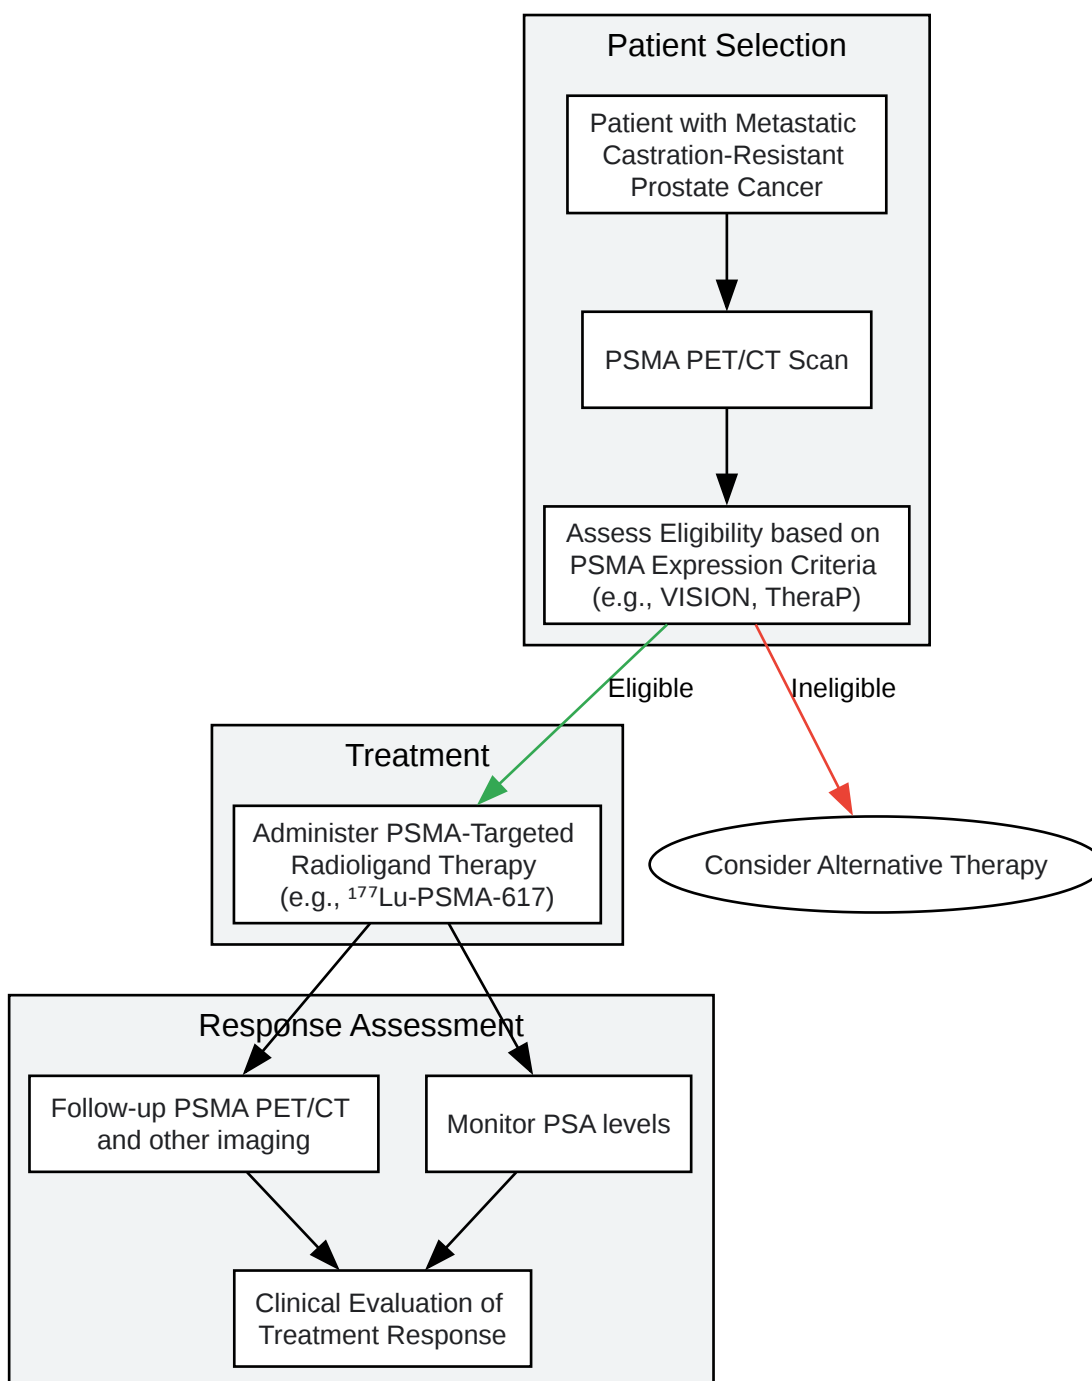 Patient Selection
Patient with Metastatic
Castration-Resistant
Prostate Cancer
PSMA PET/CT Scan
Assess Eligibility based on
PSMA Expression Criteria
(e.g., VISION, TheraP)
Eligible
Ineligible
Treatment
Administer PSMA-Targeted
Radioligand Therapy
(e.g., ¹⁷⁷Lu-PSMA-617)
Consider Alternative Therapy
Response Assessment
Follow-up PSMA PET/CT
and other imaging
Monitor PSA levels
Clinical Evaluation of
Treatment Response